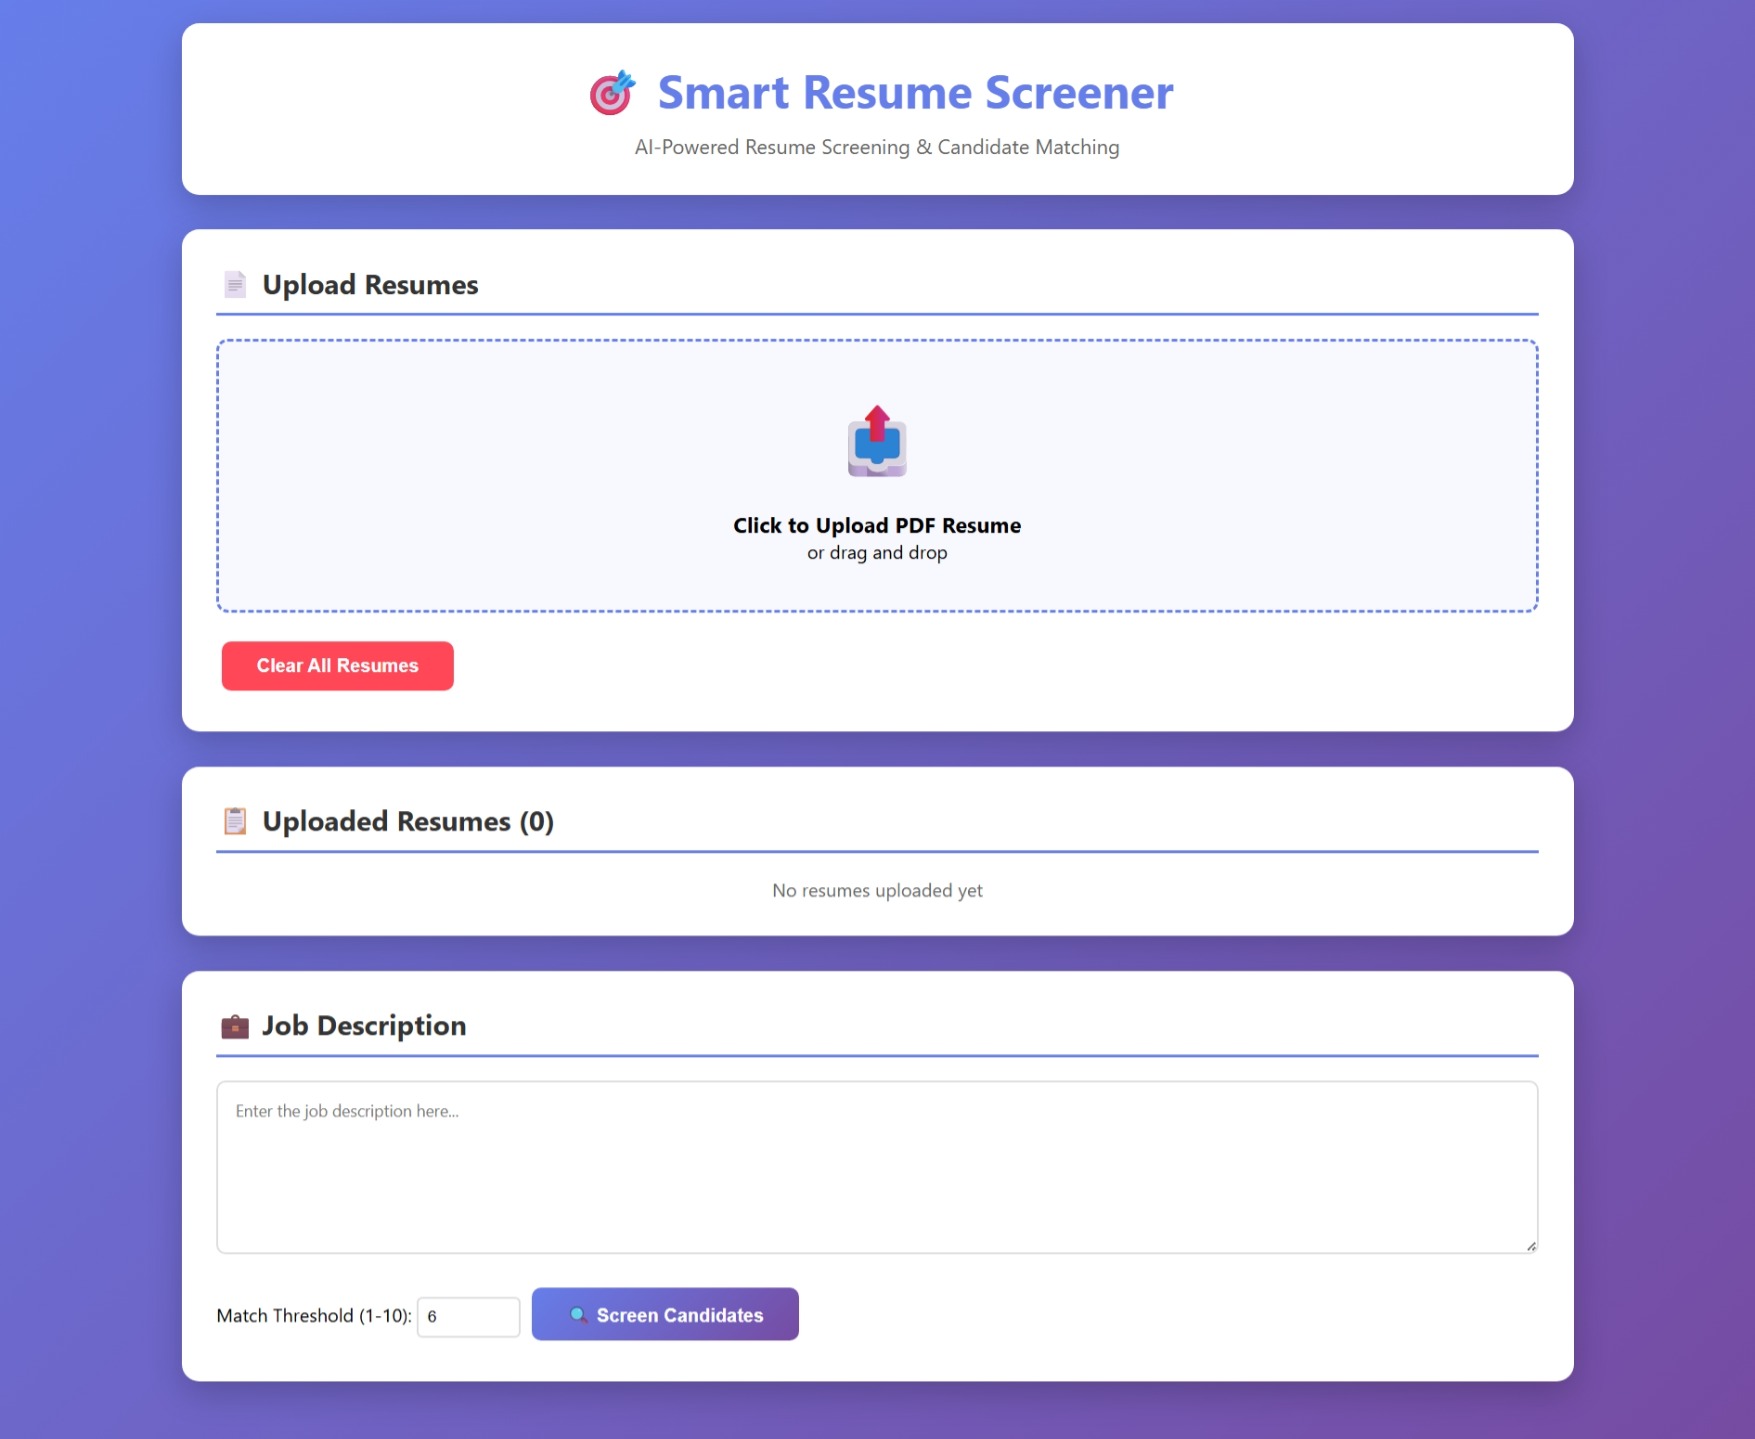 Smart Resume Screener
AI-Powered Resume Screening & Candidate Matching
Upload Resumes
Click to Upload PDF Resume
or drag and drop
Clear All Resumes
Uploaded Resumes (0)
No resumes uploaded yet
Job Description
Enter the job description here...
Match Threshold (1-10): 6 Screen Candidates